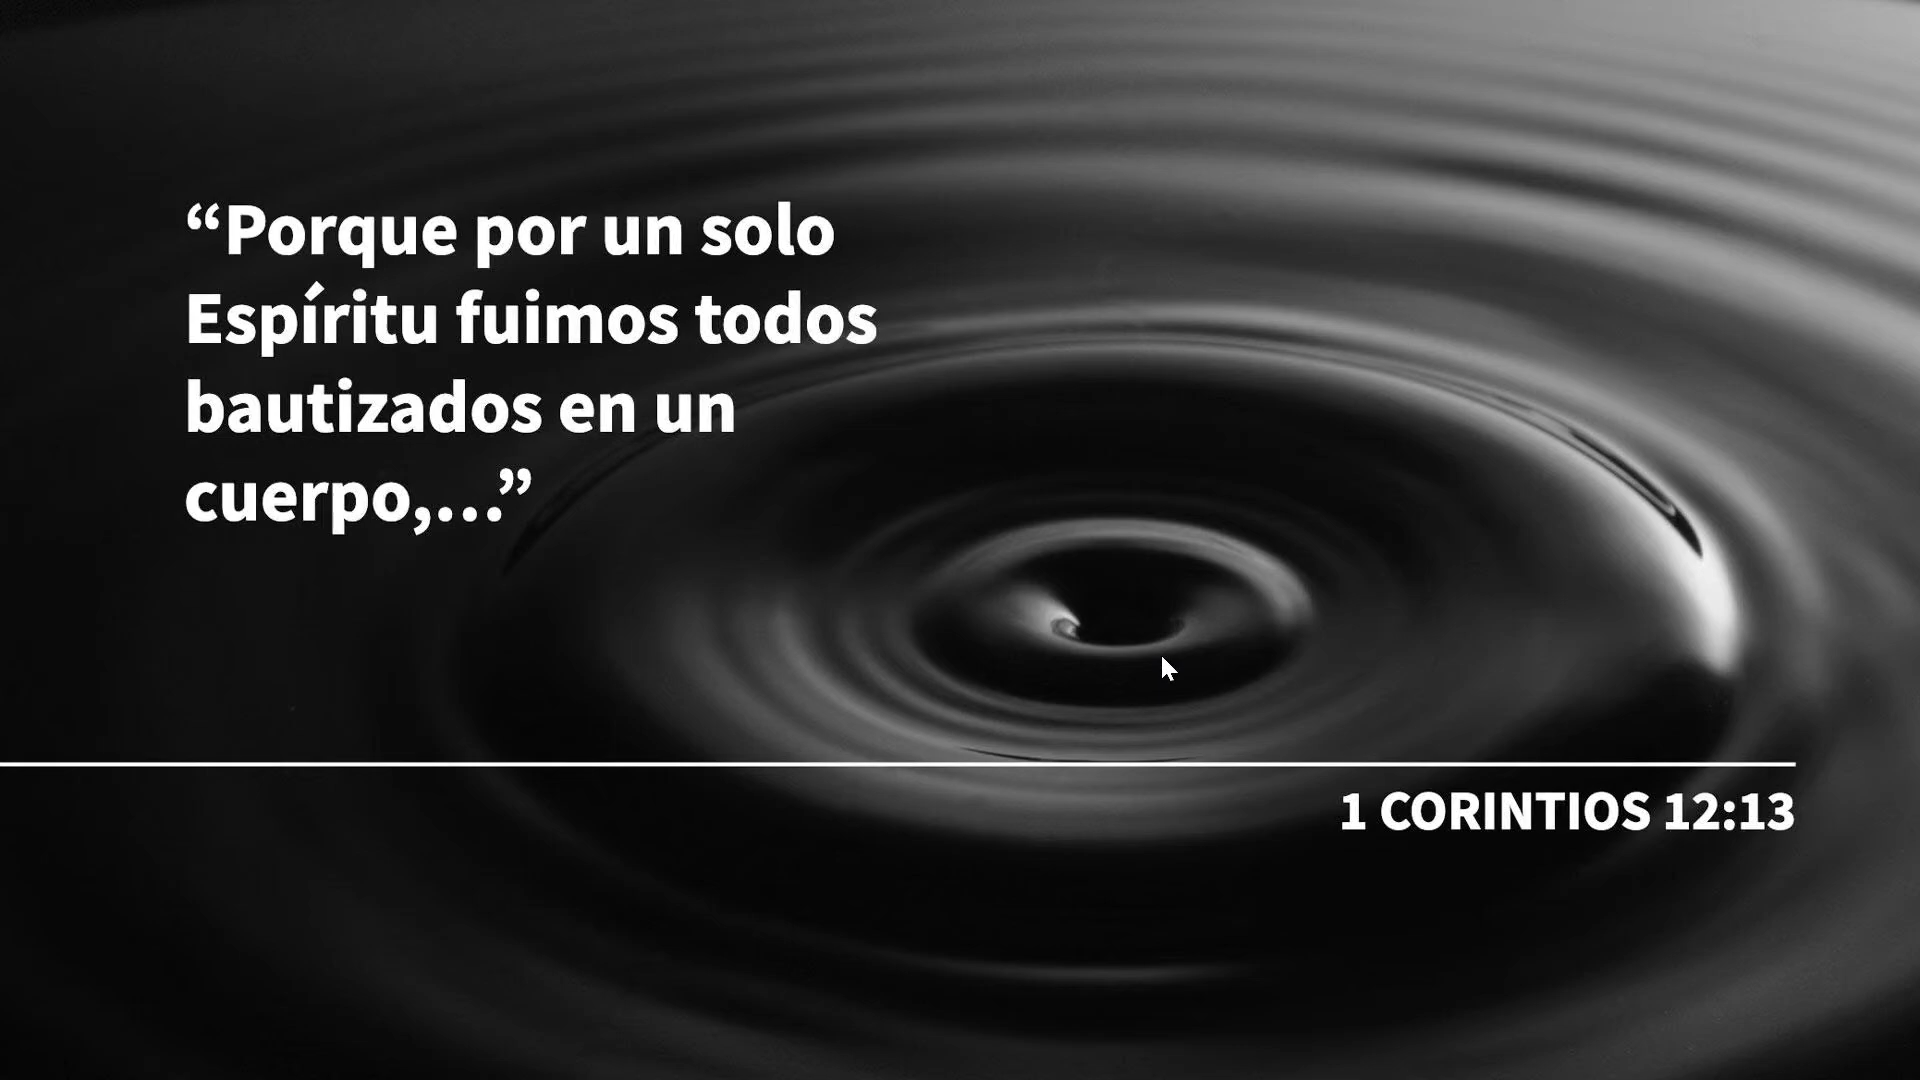 “Porque por un solo
Espíritu fuimos todos
bautizados en un
cuerpo,...”
1 CORINTIOS 12:13